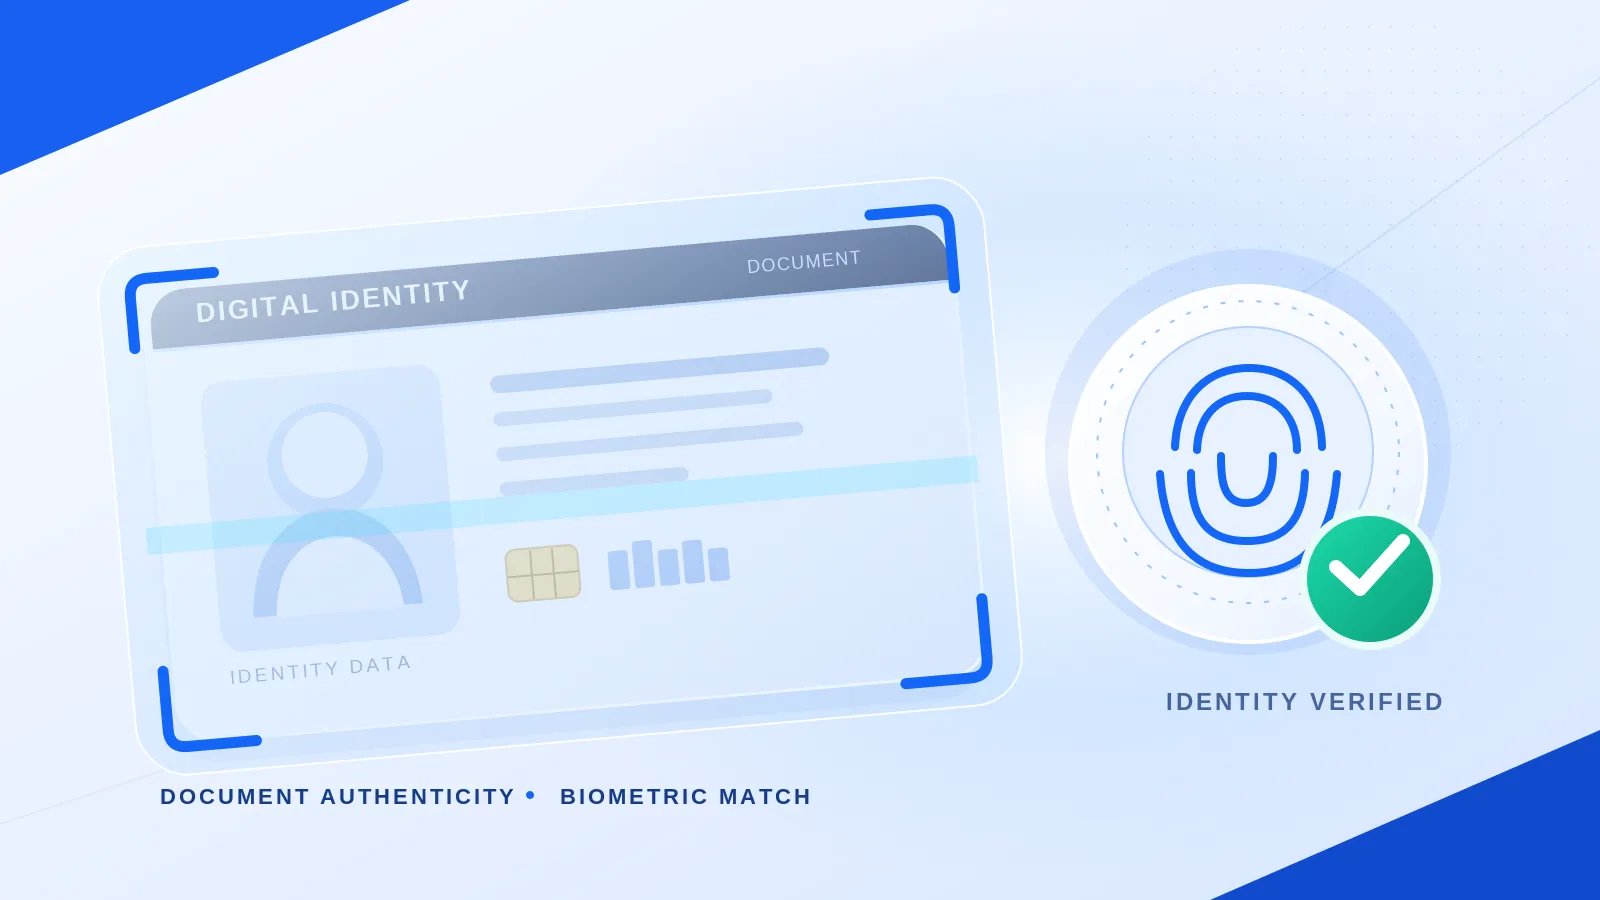 DIGITAL IDENTITY
DOCUMENT
IDENTITY DATA
IDENTITY VERIFIED
DOCUMENT AUTHENTICITY • BIOMETRIC MATCH